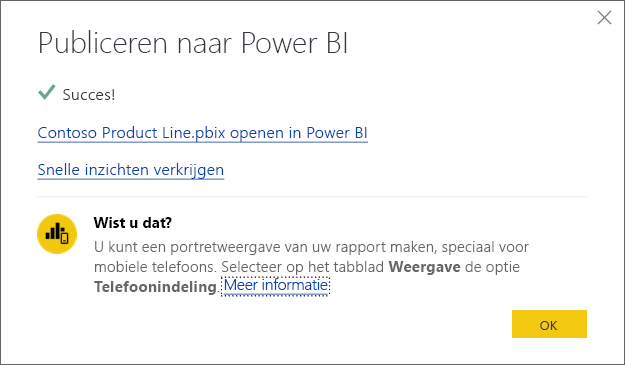 Publiceren naar Power BI
Succes!
Contoso Product Line.pbix openen in Power BI
Snelle inzichten verkrijgen
Wist u dat?
U kunt een portretweergave van uw rapport maken, speciaal voor
mobiele telefoons. Selecteer op het tabblad Weergave de optie
Telefoonindeling. Meer informatie
OK